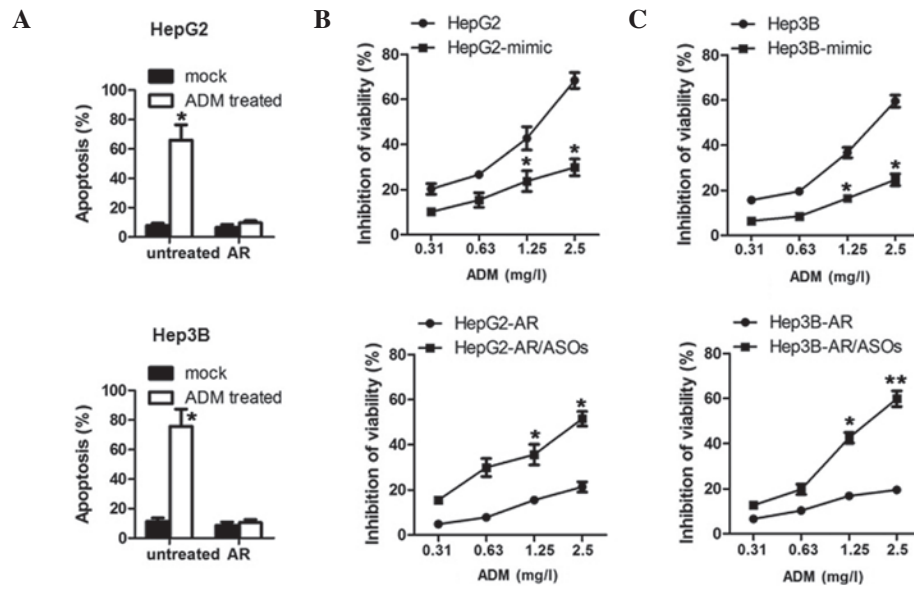 A
HepG2
mock
ADM treated
Apoptosis (%)
100
80
60
40
20
0
*
untreated AR
Hep3B
mock
ADM treated
Apoptosis (%)
100
80
60
40
20
0
*
untreated AR
B
HepG2
HepG2-mimic
Inhibition of viability (%)
80
60
40
20
0
* *
0.31 0.63 1.25 2.5
ADM (mg/l)
HepG2-AR
HepG2-AR/ASOs
Inhibition of viability (%)
80
60
40
20
0
* *
0.31 0.63 1.25 2.5
ADM (mg/l)
C
Hep3B
Hep3B-mimic
Inhibition of viability (%)
80
60
40
20
0
* *
0.31 0.63 1.25 2.5
ADM (mg/l)
Hep3B-AR
Hep3B-AR/ASOs
Inhibition of viability (%)
80
60
40
20
0
* **
0.31 0.63 1.25 2.5
ADM (mg/l)